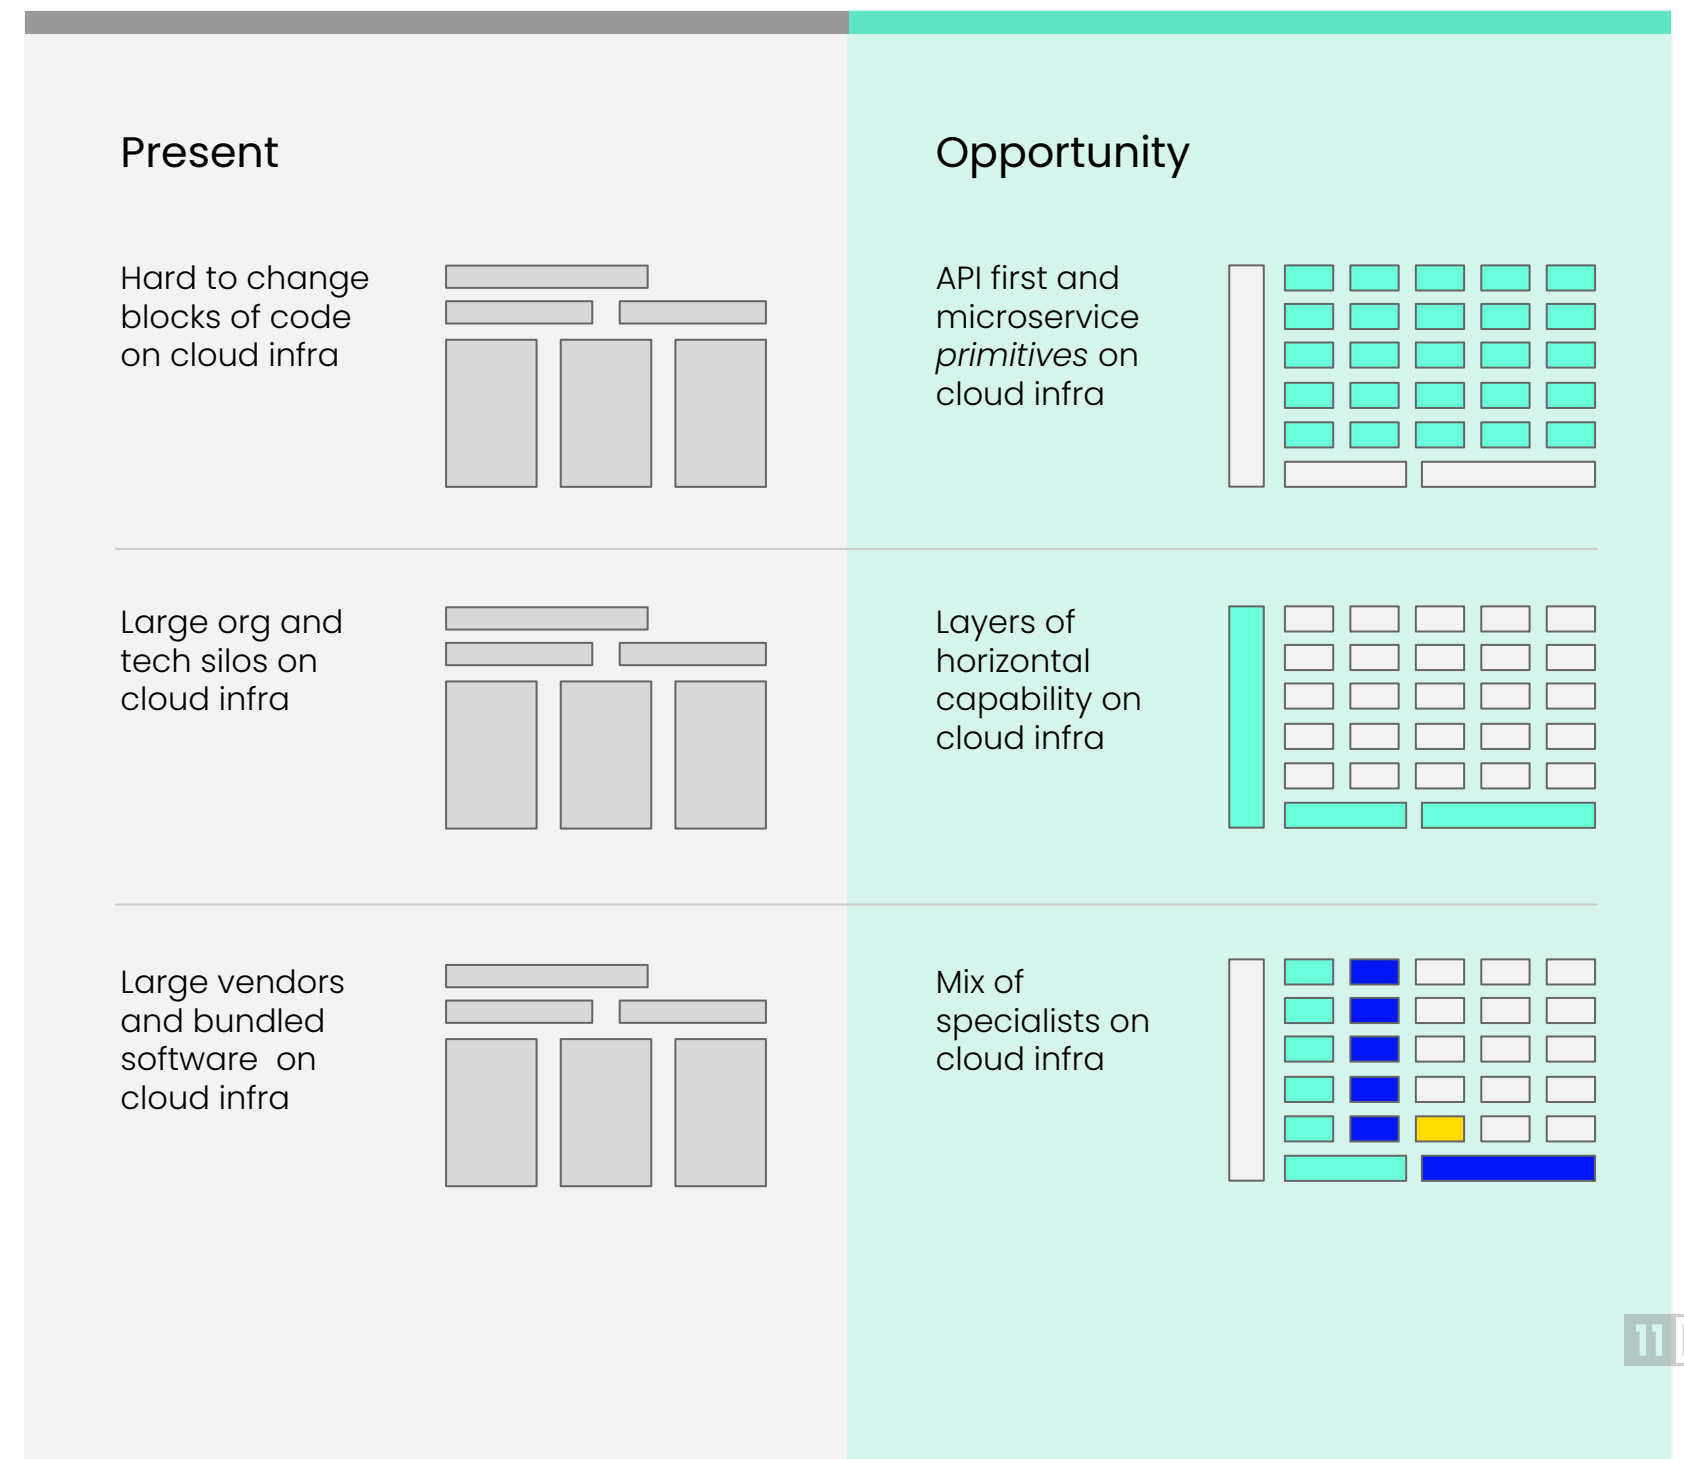 Present
Hard to change
blocks of code
on cloud infra
Large org and
tech silos on
cloud infra
Large vendors
and bundled
software  on
cloud infra
Opportunity
API first and
microservice
primitives on
cloud infra
Layers of
horizontal
capability on
cloud infra
Mix of
specialists on
cloud infra
11